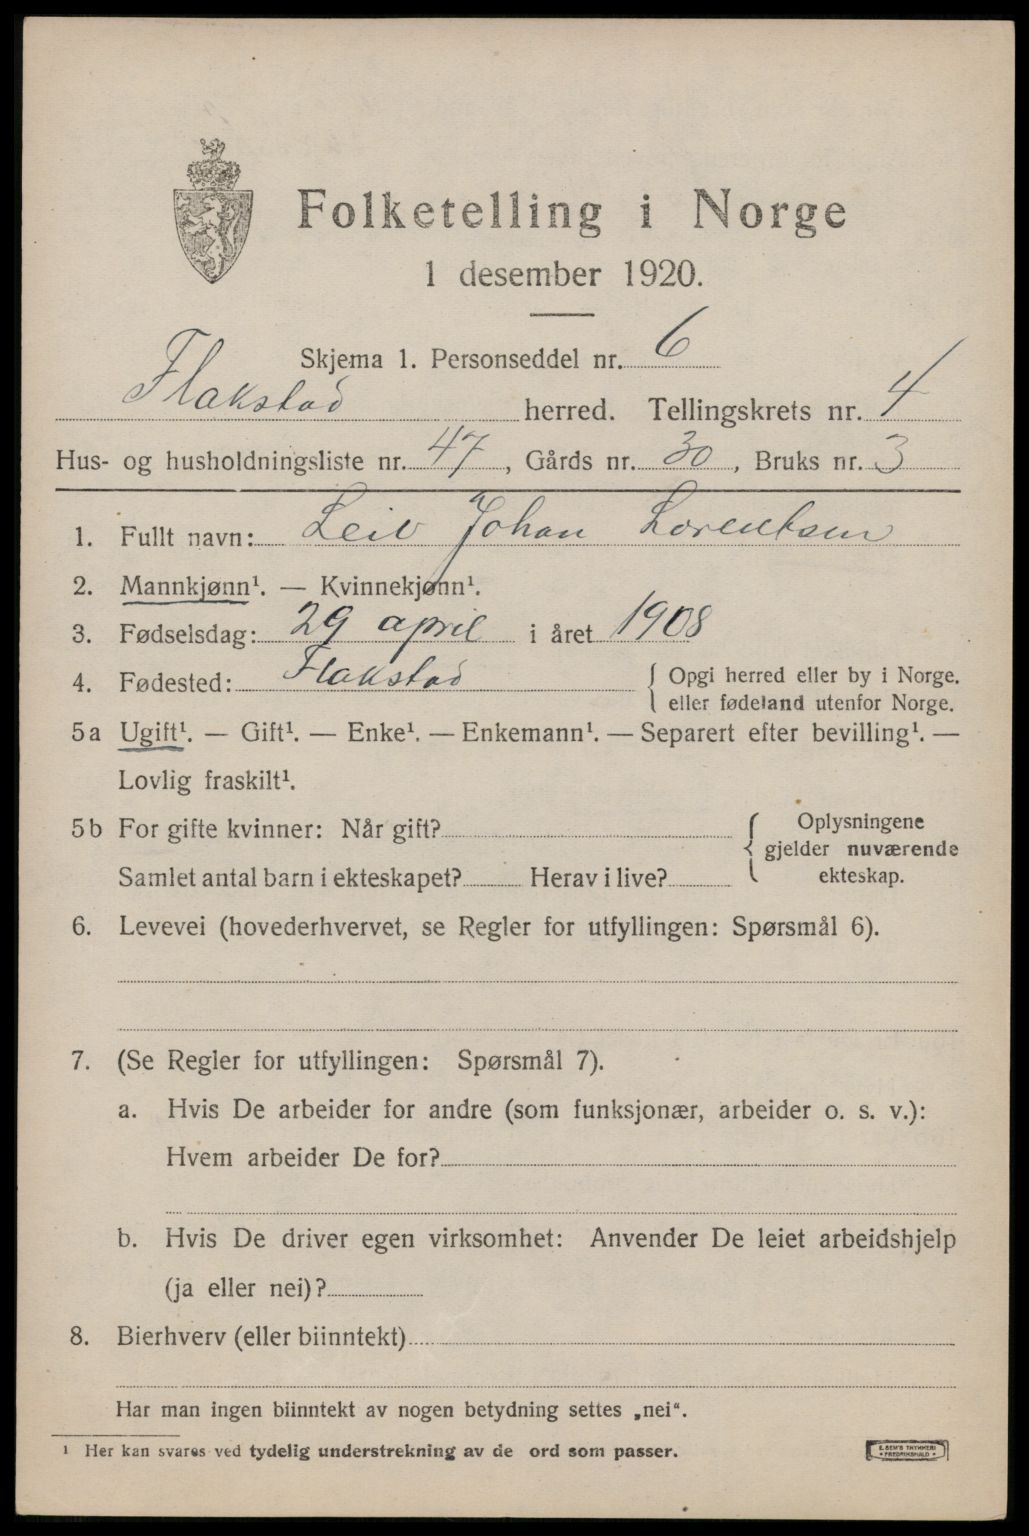 Folketelling i Norge
1 desember 1920.
Skjema 1. Personseddel nr. 6
Flakstad herred. Tellingskrets nr. 4
Hus- og husholdningsliste nr. 47, Gårds nr. 30, Bruks nr. 3
1. Fullt navn: Leiv Johan Lorentsen
2. Mannkjønn¹. — Kvinnekjønn¹.
3. Fødselsdag: 29 april i året 1908
4. Fødested: Flakstad { Opgi herred eller by i Norge.
eller fødeland utenfor Norge.
5a Ugift¹. — Gift¹. — Enke¹. — Enkemann¹. — Separert efter bevilling¹. —
Lovlig fraskilt¹.
5b For gifte kvinner: Når gift? { Oplysningene
gjelder nuværende
Samlet antal barn i ekteskapet? Herav i live? ekteskap.
6. Levevei (hovederhvervet, se Regler for utfyllingen: Spørsmål 6).
7. (Se Regler for utfyllingen: Spørsmål 7).
a. Hvis De arbeider for andre (som funksjonær, arbeider o. s. v.):
Hvem arbeider De for?
b. Hvis De driver egen virksomhet: Anvender De leiet arbeidshjelp
(ja eller nei)?
8. Bierhverv (eller biinntekt)
Har man ingen biinntekt av nogen betydning settes „nei“.
¹ Her kan svares ved tydelig understrekning av de ord som passer.
E. SEM'S TRYKKERI
• FREDRIKSHALD •